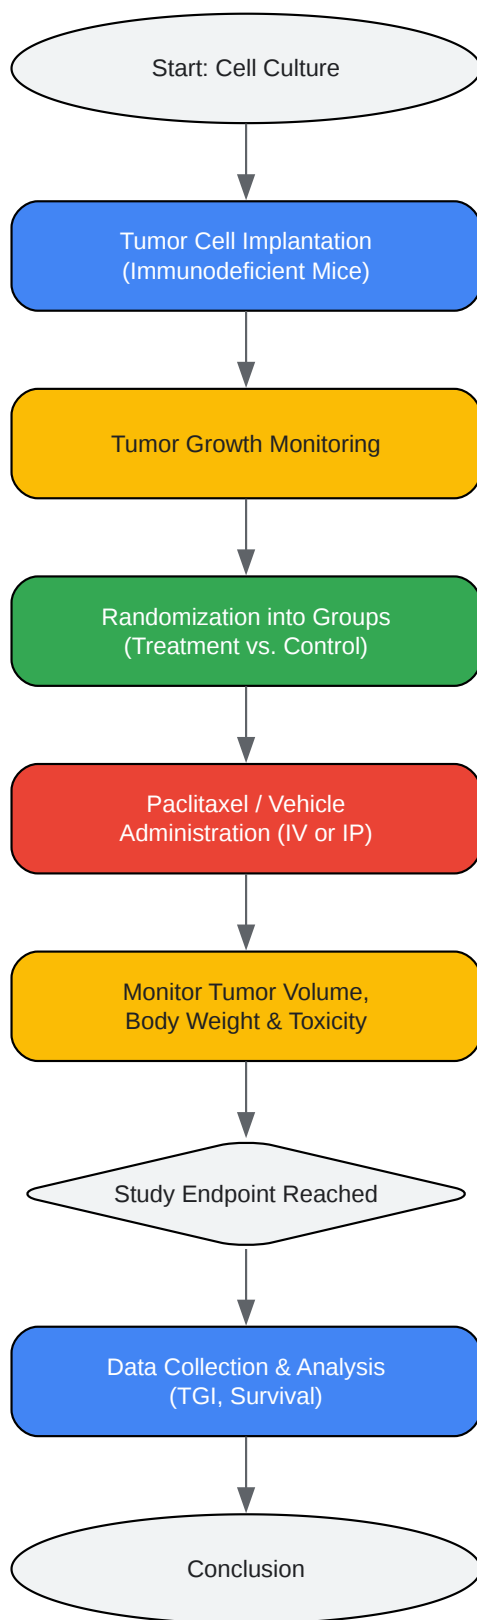 Start: Cell Culture
Tumor Cell Implantation
(Immunodeficient Mice)
Tumor Growth Monitoring
Randomization into Groups
(Treatment vs. Control)
Paclitaxel / Vehicle
Administration (IV or IP)
Monitor Tumor Volume,
Body Weight & Toxicity
Study Endpoint Reached
Data Collection & Analysis
(TGI, Survival)
Conclusion